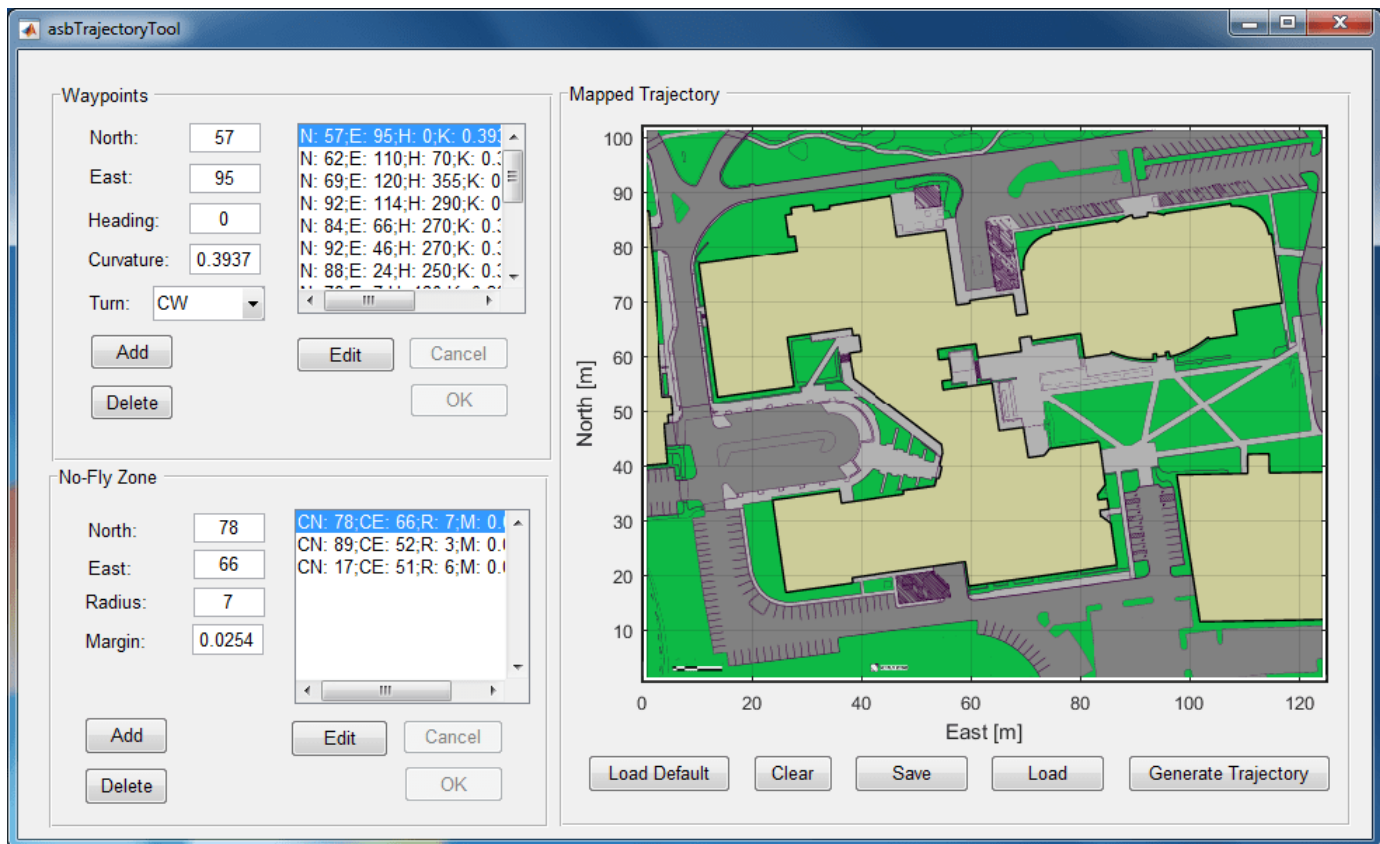 asbTrajectoryTool
Waypoints
North: 57
East: 95
Heading: 0
Curvature: 0.3937
Turn: CW
Add
Delete
N: 57;E: 95;H: 0;K: 0.393
N: 62;E: 110;H: 70;K: 0.3
N: 69;E: 120;H: 355;K: 0
N: 92;E: 114;H: 290;K: 0
N: 84;E: 66;H: 270;K: 0.3
N: 92;E: 46;H: 270;K: 0.3
N: 88;E: 24;H: 250;K: 0.3
Edit
Cancel
OK
No-Fly Zone
North: 78
East: 66
Radius: 7
Margin: 0.0254
Add
Delete
CN: 78;CE: 66;R: 7;M: 0.0
CN: 89;CE: 52;R: 3;M: 0.0
CN: 17;CE: 51;R: 6;M: 0.0
Edit
Cancel
OK
Mapped Trajectory
North [m]
100
90
80
70
60
50
40
30
20
10
0 20 40 60 80 100 120
East [m]
Load Default
Clear
Save
Load
Generate Trajectory